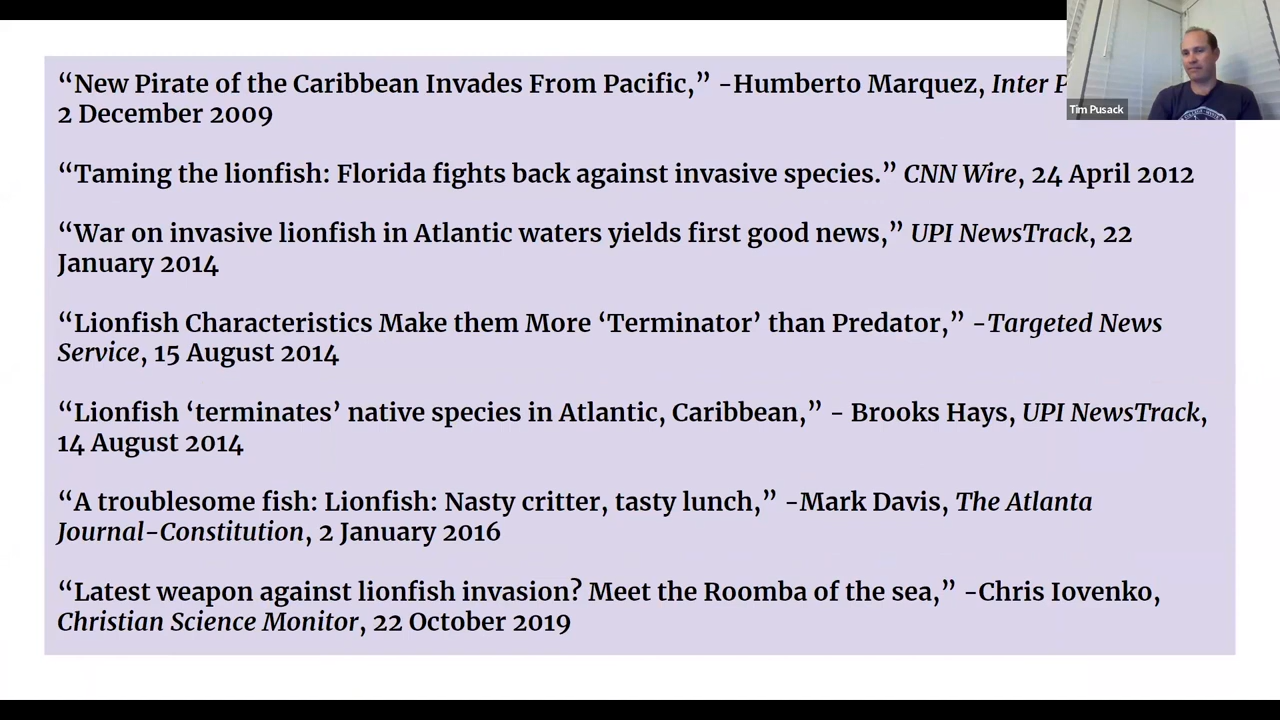 “New Pirate of the Caribbean Invades From Pacific,” -Humberto Marquez, Inter
2 December 2009
“Taming the lionfish: Florida fights back against invasive species.” CNN Wire, 24 April 2012
“War on invasive lionfish in Atlantic waters yields first good news,” UPI NewsTrack, 22
January 2014
“Lionfish Characteristics Make them More ‘Terminator’ than Predator,” -Targeted News
Service, 15 August 2014
“Lionfish ‘terminates’ native species in Atlantic, Caribbean,” - Brooks Hays, UPI NewsTrack,
14 August 2014
“A troublesome fish: Lionfish: Nasty critter, tasty lunch,” -Mark Davis, The Atlanta
Journal-Constitution, 2 January 2016
“Latest weapon against lionfish invasion? Meet the Roomba of the sea,” -Chris Iovenko,
Christian Science Monitor, 22 October 2019
Tim Pusack